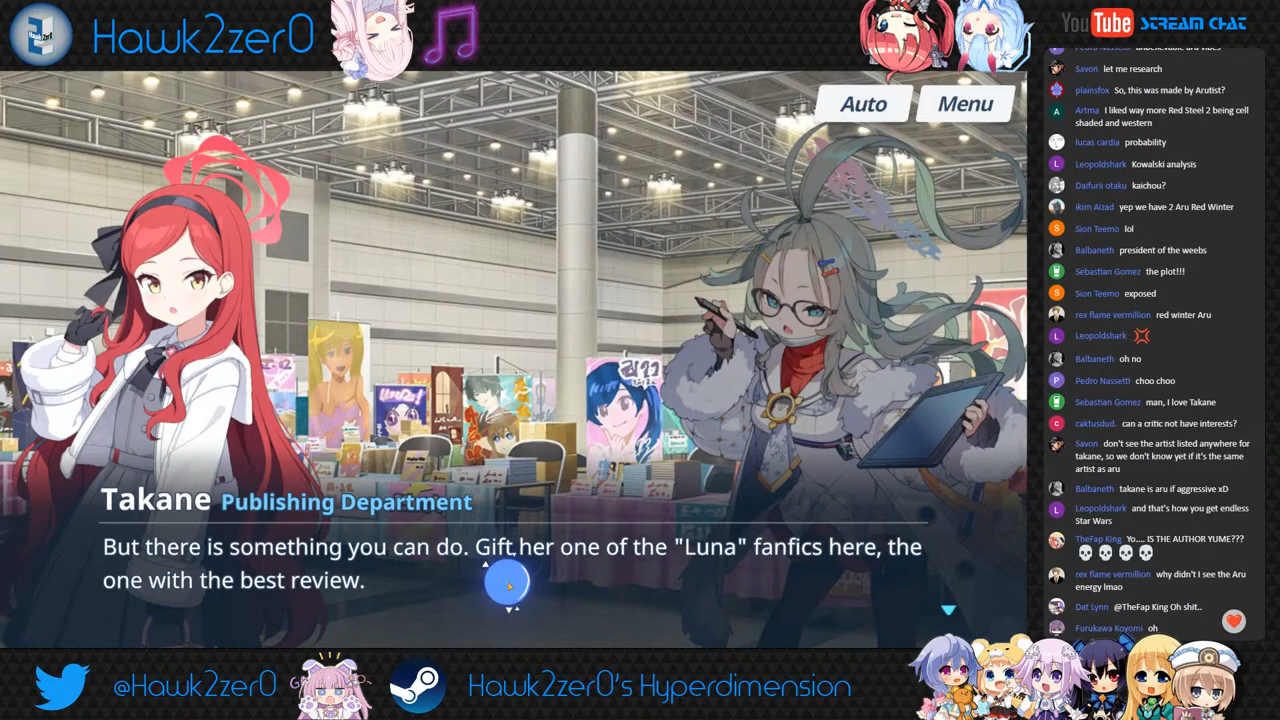 Hawk2zer0
YouTube STREAM CHAT
Auto
Menu
Takane Publishing Department
But there is something you can do. Gift her one of the "Luna" fanfics here, the
one with the best review.
@Hawk2zer0
Hawk2zer0's Hyperdimension
Savon let me research
plainsfox So, this was made by Arutist?
Artma I liked way more Red Steel 2 being cell
shaded and western
lucas cardia probability
Leopoldshark Kowalski analysis
Daifurii otaku kaichou?
ikim Aizad yep we have 2 Aru Red Winter
Sion Teemo lol
Balbaneth president of the weebs
Sebastian Gomez the plot!!!
Sion Teemo exposed
rex flame vermillion red winter Aru
Leopoldshark
Balbaneth oh no
Pedro Nassetti choo choo
Sebastian Gomez man, I love Takane
caktusdud. can a critic not have interests?
Savon don't see the artist listed anywhere for
takane, so we don't know yet if it's the same
artist as aru
Balbaneth takane is aru if aggressive xD
Leopoldshark and that's how you get endless
Star Wars
TheFap King Yo.... IS THE AUTHOR YUME???
rex flame vermillion why didn't I see the Aru
energy lmao
Dat Lynn @TheFap King Oh shit..
Furukawa Koyomi oh